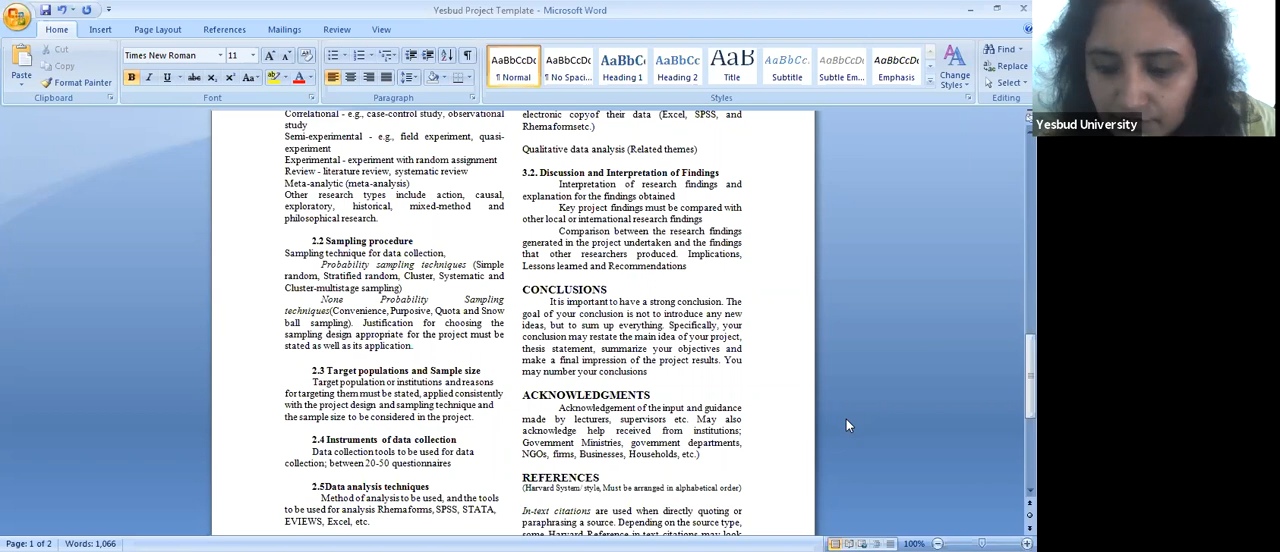 Yesbud Project Template - Microsoft Word
Home
Insert
Page Layout
References
Mailings
Review
View
Cut
Copy
Format Painter
Paste
Clipboard
Times New Roman
11
Font
Paragraph
AaBbCcDc
¶ Normal
AaBbCcDc
¶ No Spaci...
AaBbC
Heading 1
AaBbCc
Heading 2
AaB
Title
AaBbCc.
Subtitle
AaBbCcDc
Subtle Em...
AaBbCcDc
Emphasis
Change
Styles
Styles
Find
Replace
Select
Editing
Correlational - e.g., case-control study, observational
study
Semi-experimental - e.g., field experiment, quasi-
experiment
Experimental - experiment with random assignment
Review - literature review, systematic review
Meta-analytic (meta-analysis)
Other research types include action, causal,
exploratory, historical, mixed-method and
philosophical research.
2.2 Sampling procedure
Sampling technique for data collection,
Probability sampling techniques (Simple
random, Stratified random, Cluster, Systematic and
Cluster-multistage sampling)
None Probability Sampling
techniques(Convenience, Purposive, Quota and Snow
ball sampling). Justification for choosing the
sampling design appropriate for the project must be
stated as well as its application.
2.3 Target populations and Sample size
Target population or institutions and reasons
for targeting them must be stated, applied consistently
with the project design and sampling technique and
the sample size to be considered in the project.
2.4 Instruments of data collection
Data collection tools to be used for data
collection; between 20-50 questionnaires
2.5Data analysis techniques
Method of analysis to be used, and the tools
to be used for analysis Rhemaforms, SPSS, STATA,
EVIEWS, Excel, etc.
electronic copyof their data (Excel, SPSS, and
Rhemaformsetc.)
Qualitative data analysis (Related themes)
3.2. Discussion and Interpretation of Findings
Interpretation of research findings and
explanation for the findings obtained
Key project findings must be compared with
other local or international research findings
Comparison between the research findings
generated in the project undertaken and the findings
that other researchers produced. Implications,
Lessons learned and Recommendations
CONCLUSIONS
It is important to have a strong conclusion. The
goal of your conclusion is not to introduce any new
ideas, but to sum up everything. Specifically, your
conclusion may restate the main idea of your project,
thesis statement, summarize your objectives and
make a final impression of the project results. You
may number your conclusions
ACKNOWLEDGMENTS
Acknowledgement of the input and guidance
made by lecturers, supervisors etc. May also
acknowledge help received from institutions;
Government Ministries, government departments,
NGOs, firms, Businesses, Households, etc.)
REFERENCES
(Harvard System/ style, Must be arranged in alphabetical order)
In-text citations are used when directly quoting or
paraphrasing a source. Depending on the source type,
some Harvard Reference in text citations may look
Yesbud University
Page: 1 of 2
Words: 1,066
100%